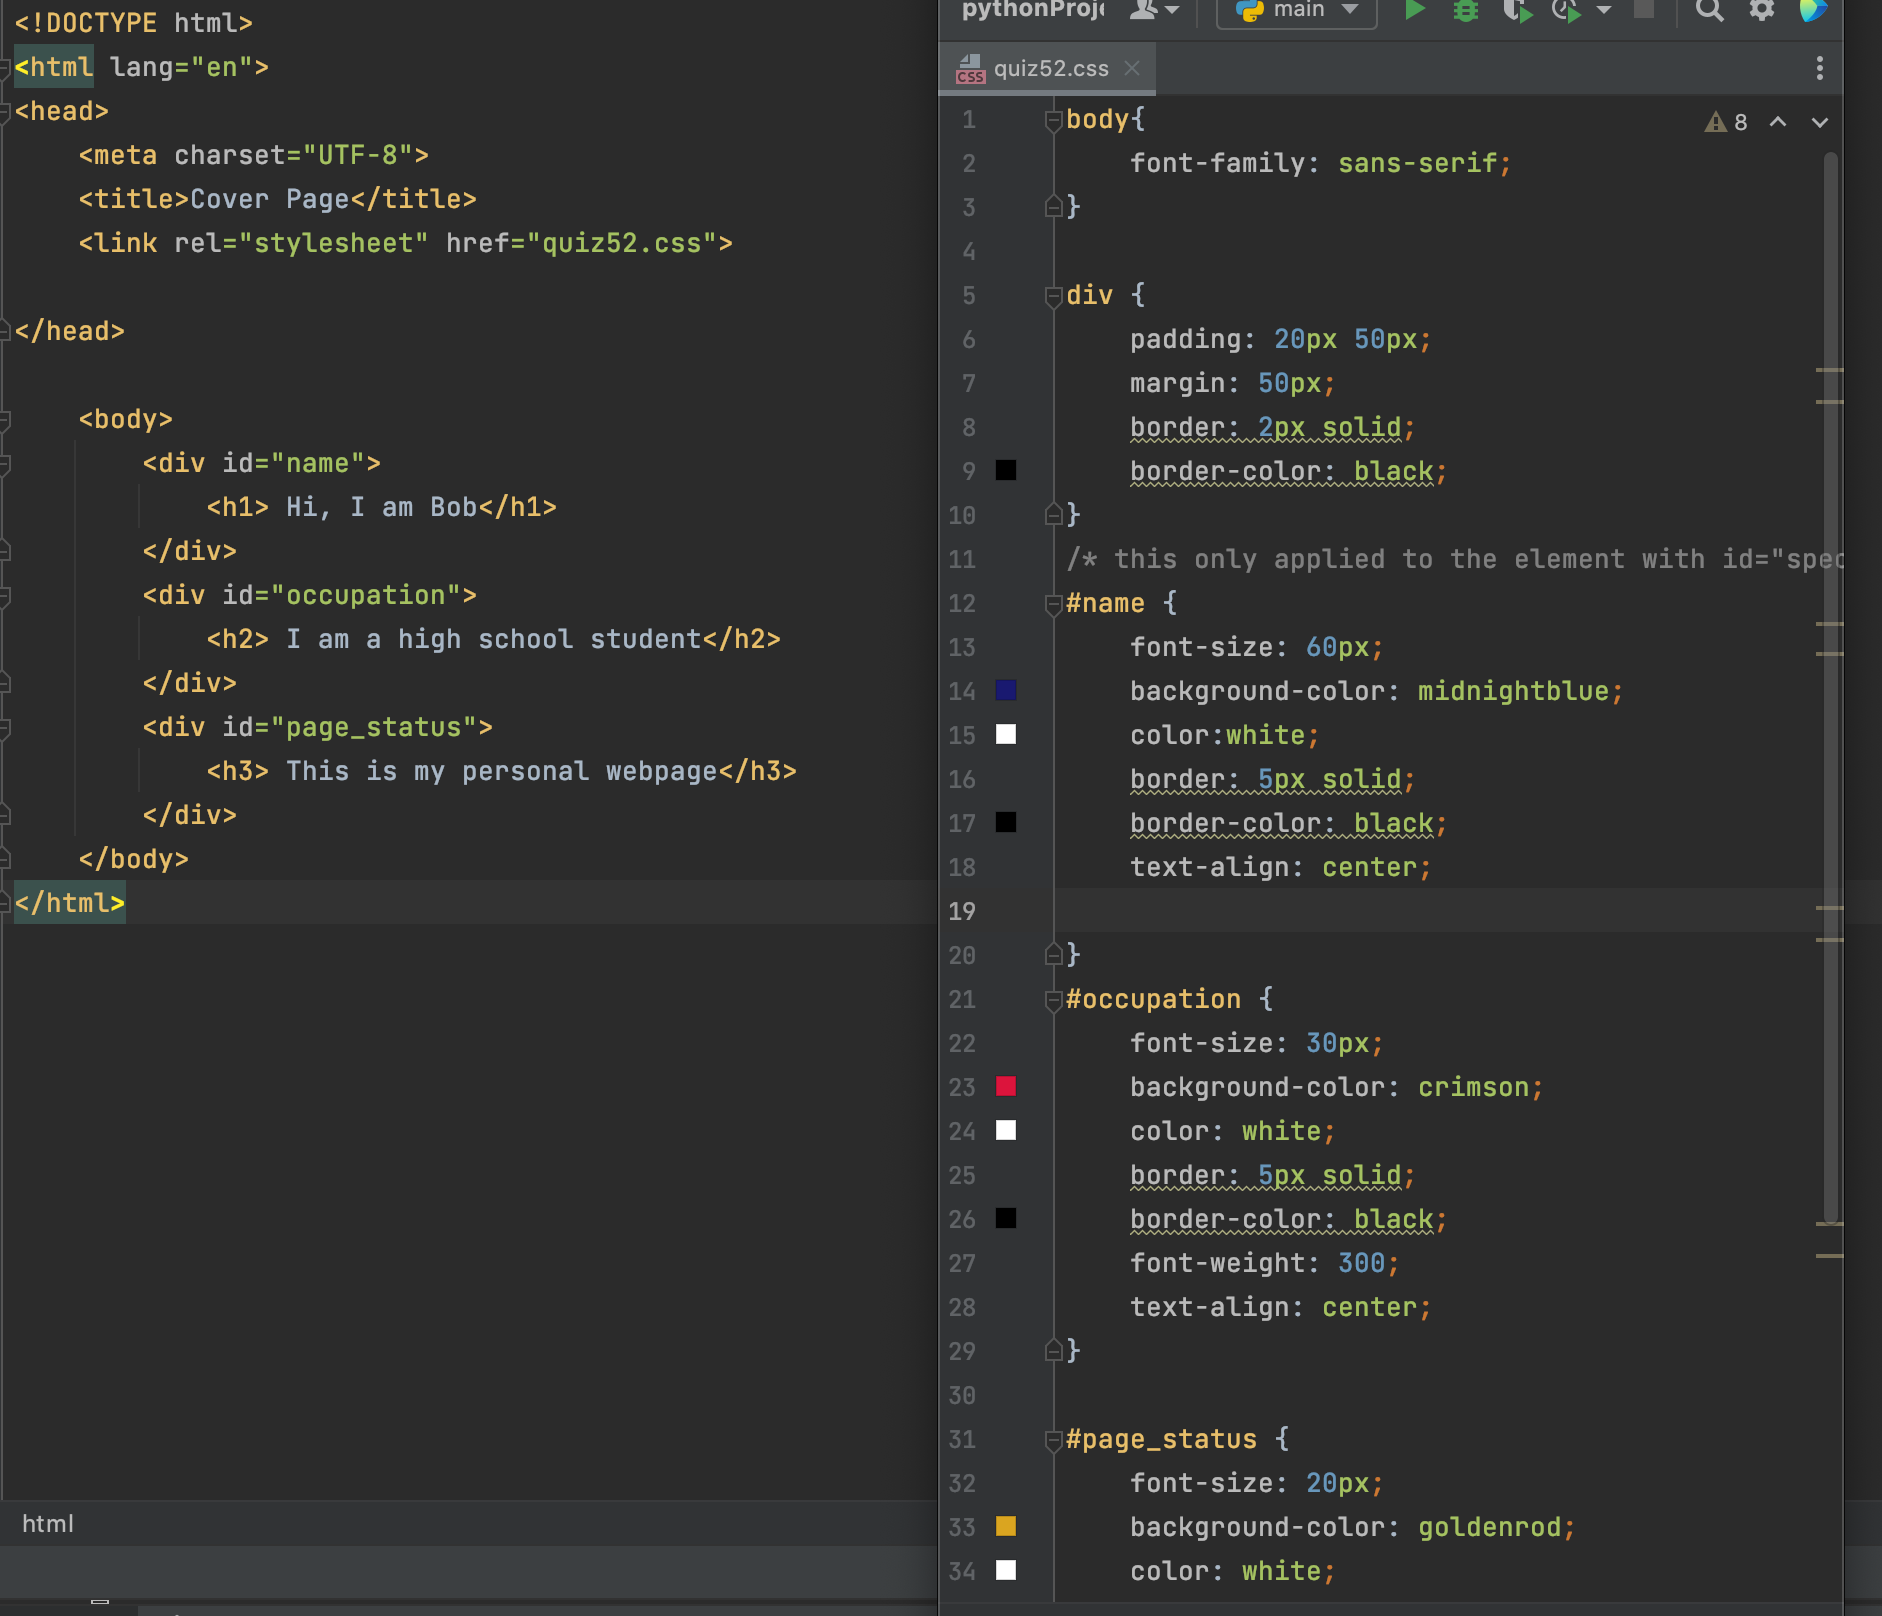 <!DOCTYPE html>
<html lang="en">
<head>
    <meta charset="UTF-8">
    <title>Cover Page</title>
    <link rel="stylesheet" href="quiz52.css">
</head>
    <body>
        <div id="name">
            <h1> Hi, I am Bob</h1>
        </div>
        <div id="occupation">
            <h2> I am a high school student</h2>
        </div>
        <div id="page_status">
            <h3> This is my personal webpage</h3>
        </div>
    </body>
</html>
html
pythonProj main
CSS quiz52.css
8
1 body{
2     font-family: sans-serif;
3 }
4
5 div {
6     padding: 20px 50px;
7     margin: 50px;
8     border: 2px solid;
9     border-color: black;
10 }
11 /* this only applied to the element with id="spec
12 #name {
13     font-size: 60px;
14     background-color: midnightblue;
15     color:white;
16     border: 5px solid;
17     border-color: black;
18     text-align: center;
19
20 }
21 #occupation {
22     font-size: 30px;
23     background-color: crimson;
24     color: white;
25     border: 5px solid;
26     border-color: black;
27     font-weight: 300;
28     text-align: center;
29 }
30
31 #page_status {
32     font-size: 20px;
33     background-color: goldenrod;
34     color: white;